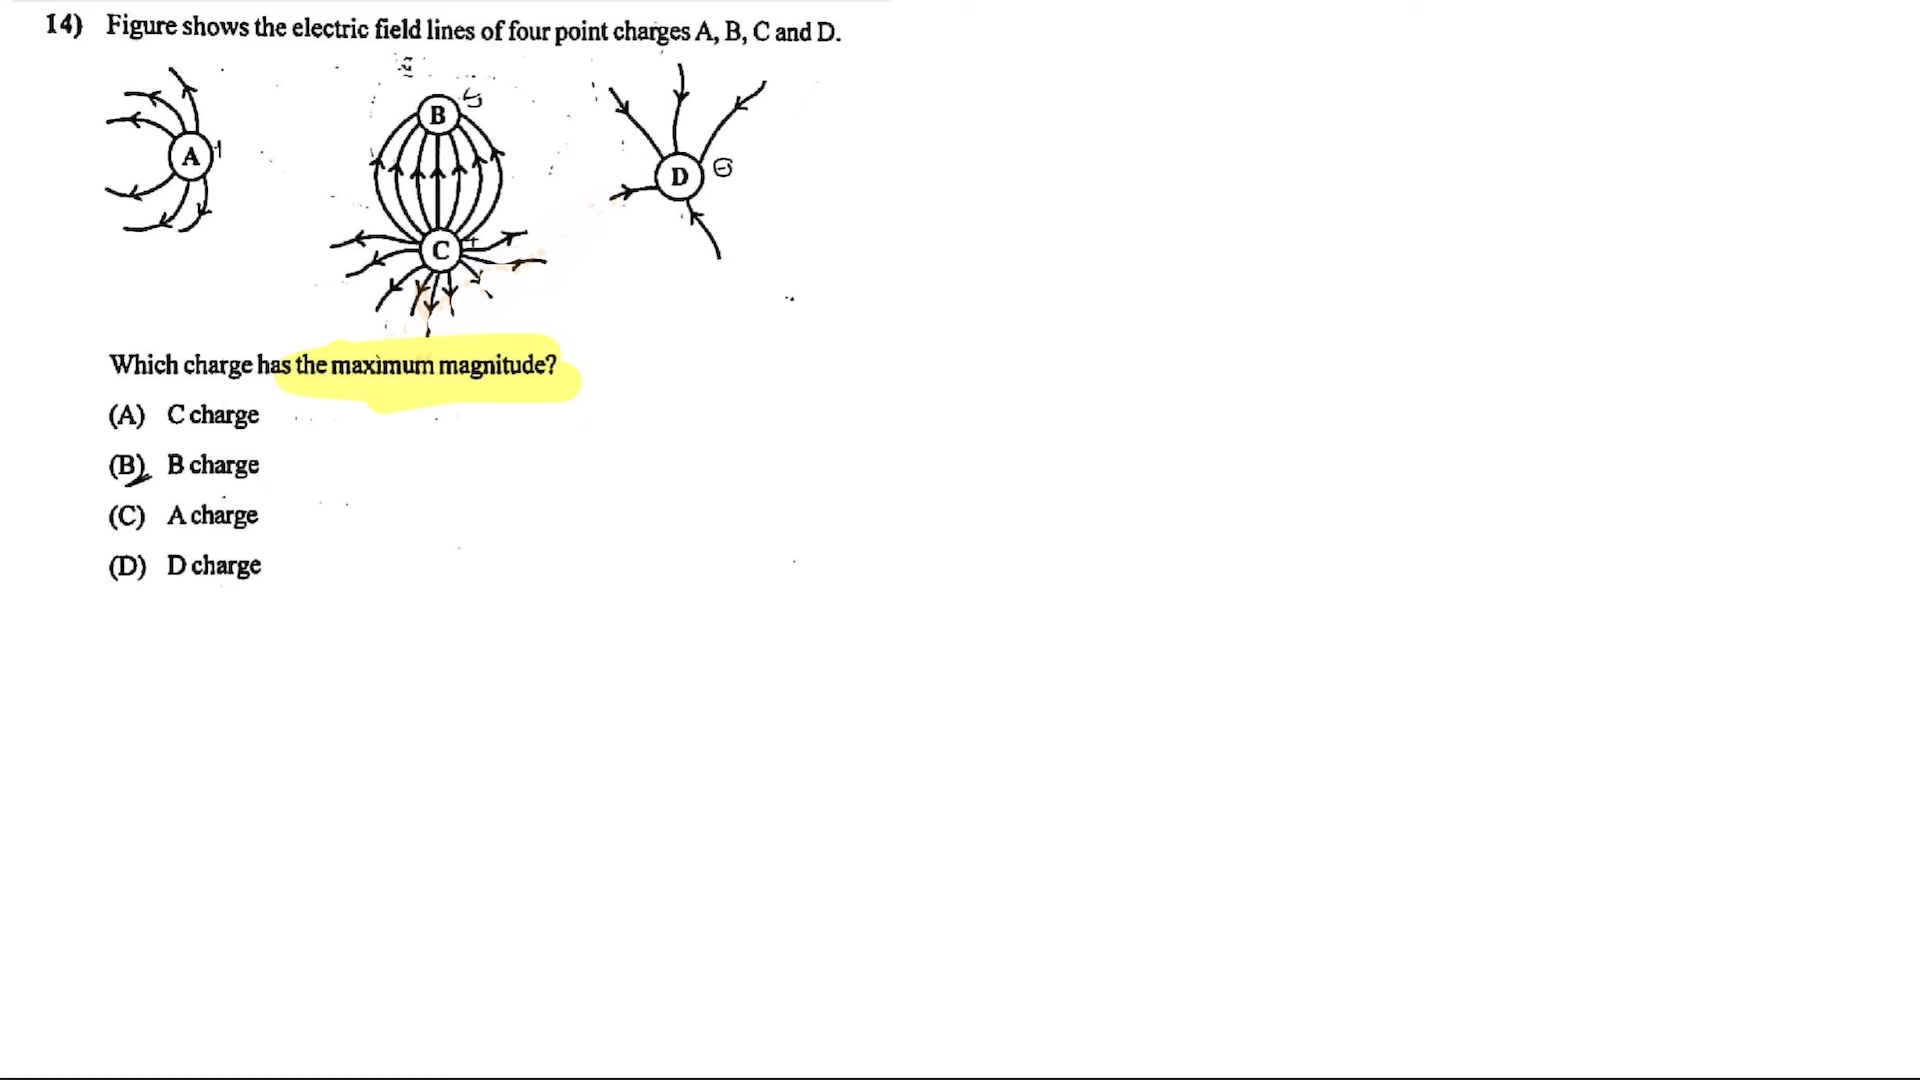 14) Figure shows the electric field lines of four point charges A, B, C and D.
A
B
C
D
Which charge has the maximum magnitude?
(A) C charge
(B) B charge
(C) A charge
(D) D charge